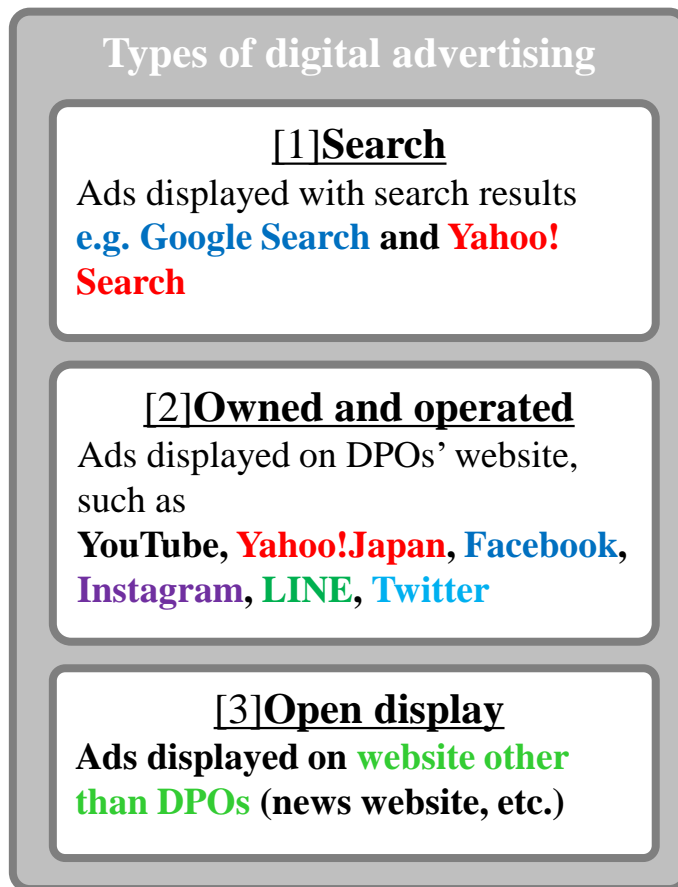 Types of digital advertising
[1]Search
Ads displayed with search results
e.g. Google Search and Yahoo!
Search
[2]Owned and operated
Ads displayed on DPOs’ website,
such as
YouTube, Yahoo!Japan, Facebook,
Instagram, LINE, Twitter
[3]Open display
Ads displayed on website other
than DPOs (news website, etc.)